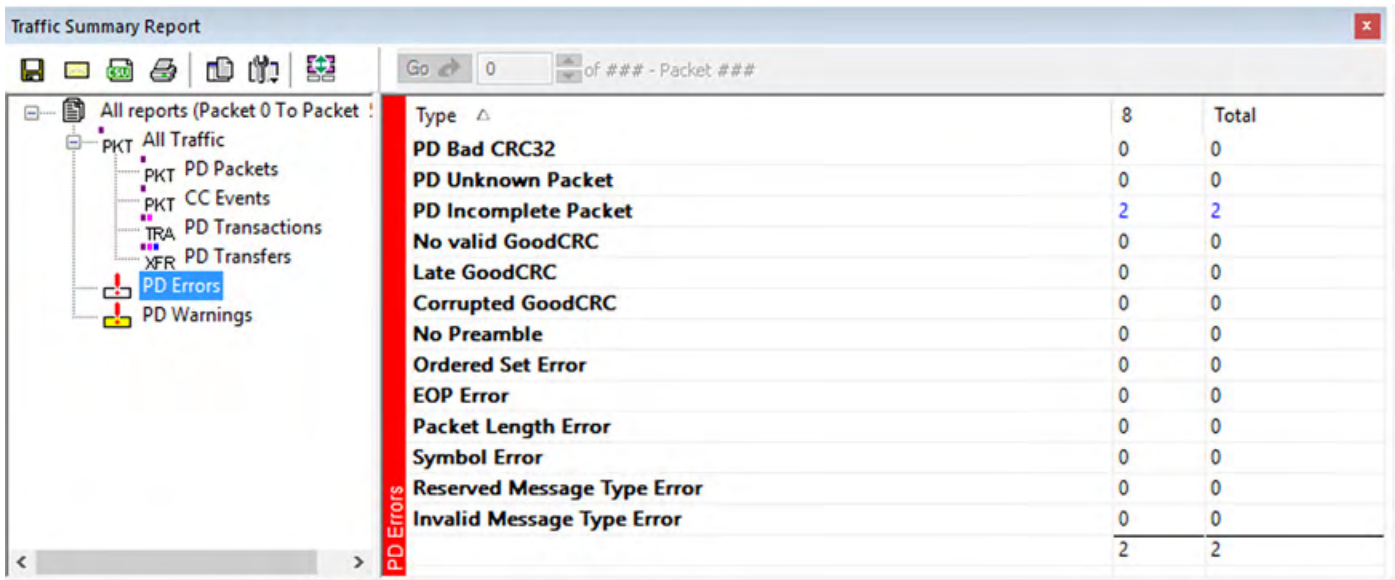 Traffic Summary Report
x
CSV
Go 0 of ### - Packet ###
All reports (Packet 0 To Packet
PKT All Traffic
PKT PD Packets
PKT CC Events
TRA PD Transactions
XFR PD Transfers
PD Errors
PD Warnings
Type 8 Total
PD Bad CRC32 0 0
PD Unknown Packet 0 0
PD Incomplete Packet 2 2
No valid GoodCRC 0 0
Late GoodCRC 0 0
Corrupted GoodCRC 0 0
No Preamble 0 0
Ordered Set Error 0 0
EOP Error 0 0
Packet Length Error 0 0
Symbol Error 0 0
Reserved Message Type Error 0 0
Invalid Message Type Error 0 0
2 2
PD Errors